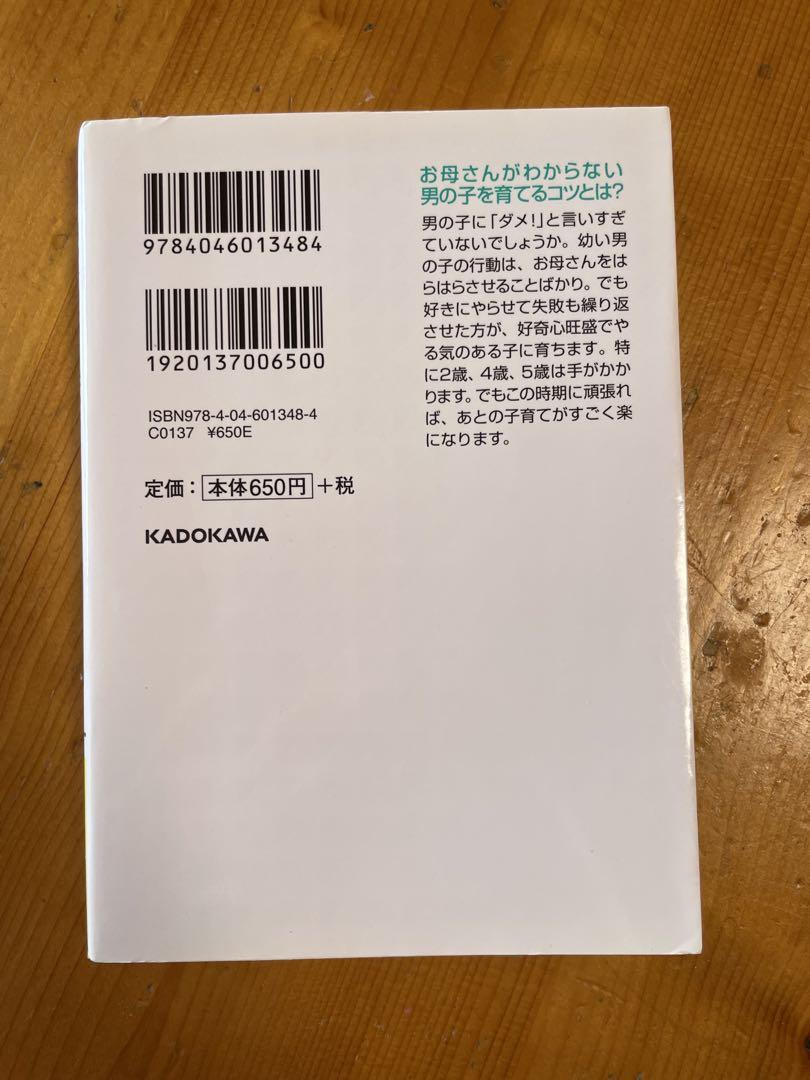 9784046013484
1920137006500
ISBN978-4-04-601348-4
C0137 ¥650E
定価：本体650円＋税
KADOKAWA
お母さんがわからない
男の子を育てるコツとは？
男の子に「ダメ！」と言いすぎ
ていないでしょうか。幼い男
の子の行動は、お母さんをは
らはらさせることばかり。でも
好きにやらせて失敗も繰り返
させた方が、好奇心旺盛でや
る気のある子に育ちます。特
に2歳、4歳、5歳は手がかか
ります。でもこの時期に頑張れ
ば、あとの子育てがすごく楽
になります。